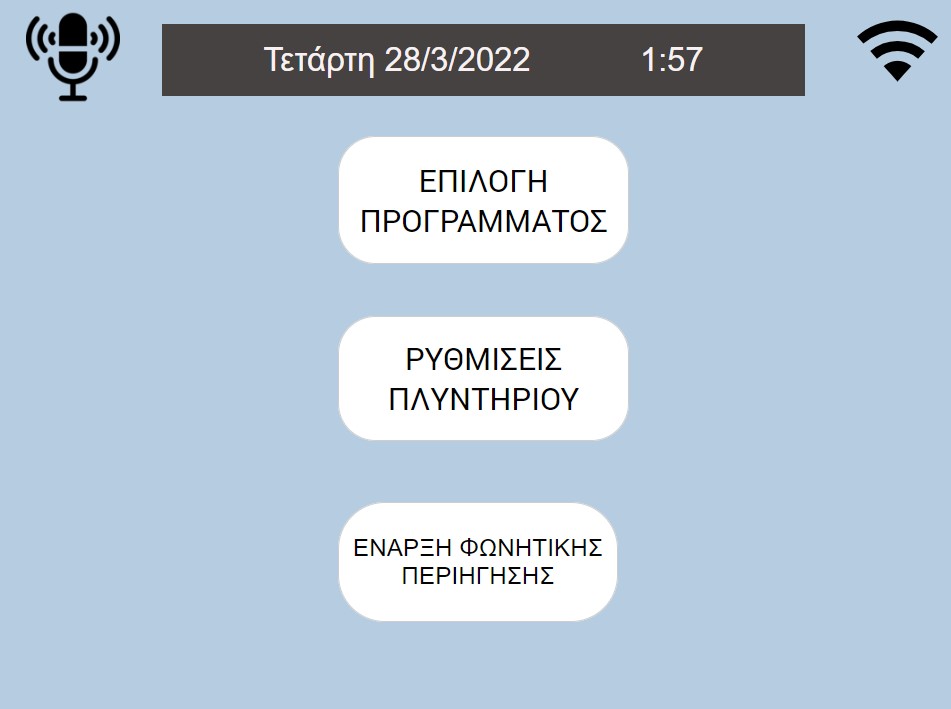 Τετάρτη 28/3/2022 1:57
ΕΠΙΛΟΓΗ
ΠΡΟΓΡΑΜΜΑΤΟΣ
ΡΥΘΜΙΣΕΙΣ
ΠΛΥΝΤΗΡΙΟΥ
ΕΝΑΡΞΗ ΦΩΝΗΤΙΚΗΣ
ΠΕΡΙΗΓΗΣΗΣ